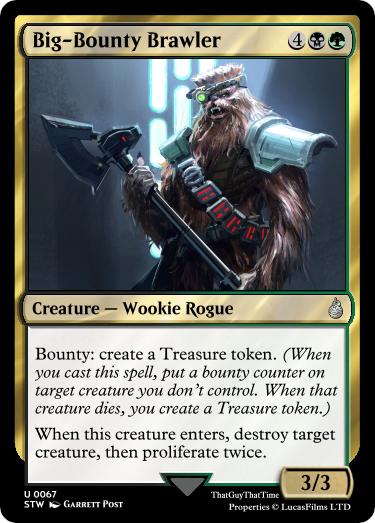 Big-Bounty Brawler 4
Creature — Wookie Rogue
Bounty: create a Treasure token. (When
you cast this spell, put a bounty counter on
target creature you don't control. When that
creature dies, you create a Treasure token.)
When this creature enters, destroy target
creature, then proliferate twice.
3/3
U 0067
STW GARRETT POST
ThatGuyThatTime
Properties © LucasFilms LTD